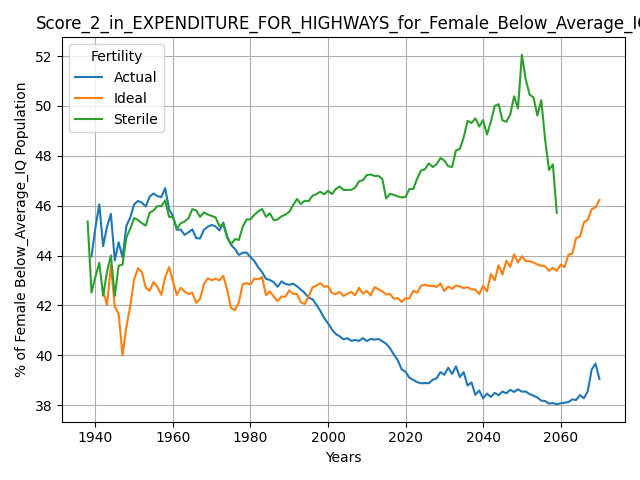 Score_2_in_EXPENDITURE_FOR_HIGHWAYS_for_Female_Below_Average_IQ
Fertility
Actual
Ideal
Sterile
% of Female Below_Average_IQ Population
52
50
48
46
44
42
40
38
1940 1960 1980 2000 2020 2040 2060
Years